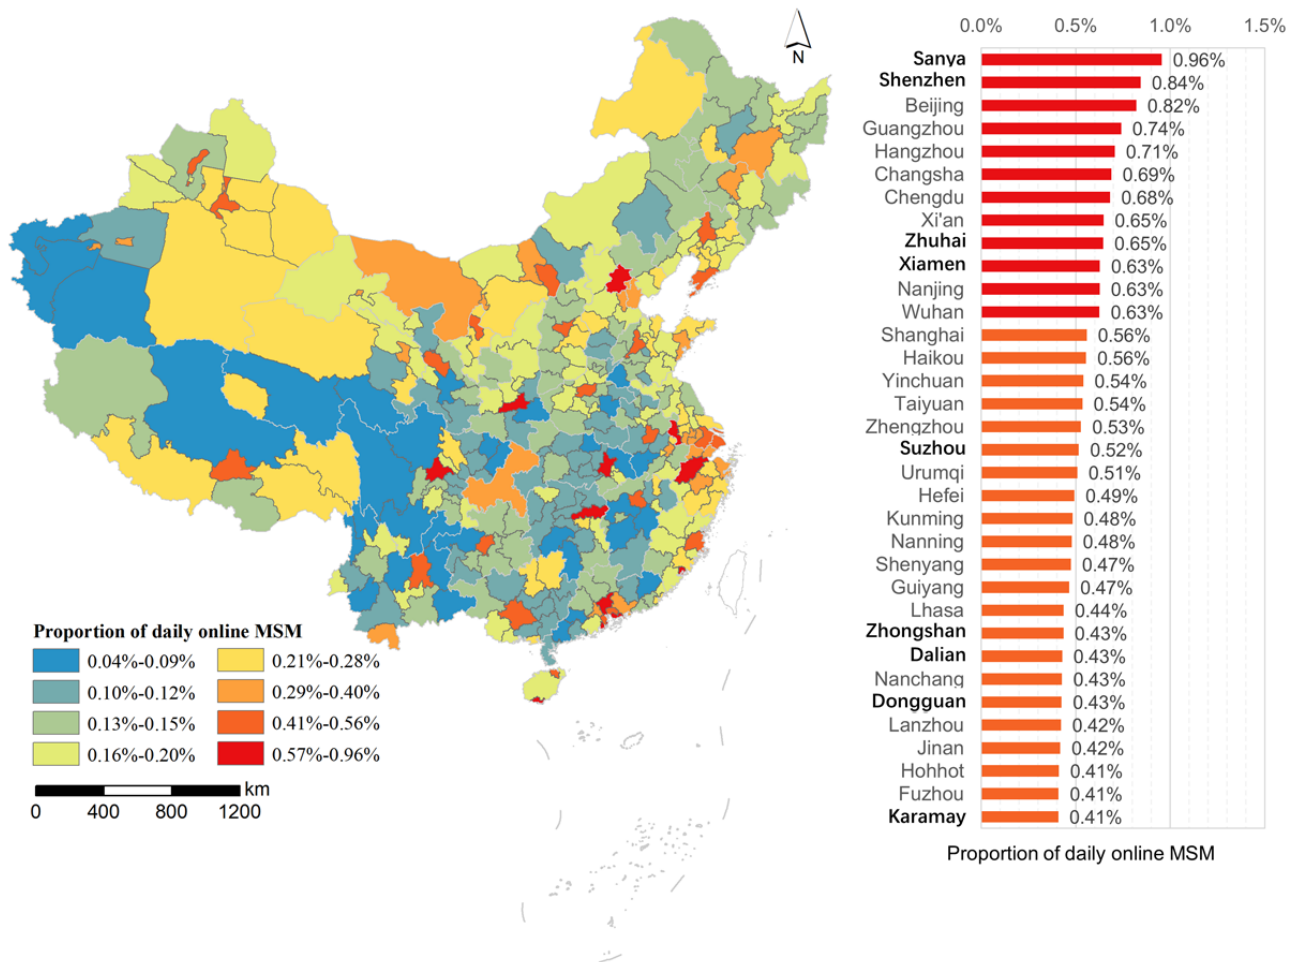 N
Proportion of daily online MSM
0.04%-0.09%
0.10%-0.12%
0.13%-0.15%
0.16%-0.20%
0.21%-0.28%
0.29%-0.40%
0.41%-0.56%
0.57%-0.96%
km
0 400 800 1200
0.0% 0.5% 1.0% 1.5%
Sanya 0.96%
Shenzhen 0.84%
Beijing 0.82%
Guangzhou 0.74%
Hangzhou 0.71%
Changsha 0.69%
Chengdu 0.68%
Xi'an 0.65%
Zhuhai 0.65%
Xiamen 0.63%
Nanjing 0.63%
Wuhan 0.63%
Shanghai 0.56%
Haikou 0.56%
Yinchuan 0.54%
Taiyuan 0.54%
Zhengzhou 0.53%
Suzhou 0.52%
Urumqi 0.51%
Hefei 0.49%
Kunming 0.48%
Nanning 0.48%
Shenyang 0.47%
Guiyang 0.47%
Lhasa 0.44%
Zhongshan 0.43%
Dalian 0.43%
Nanchang 0.43%
Dongguan 0.43%
Lanzhou 0.42%
Jinan 0.42%
Hohhot 0.41%
Fuzhou 0.41%
Karamay 0.41%
Proportion of daily online MSM